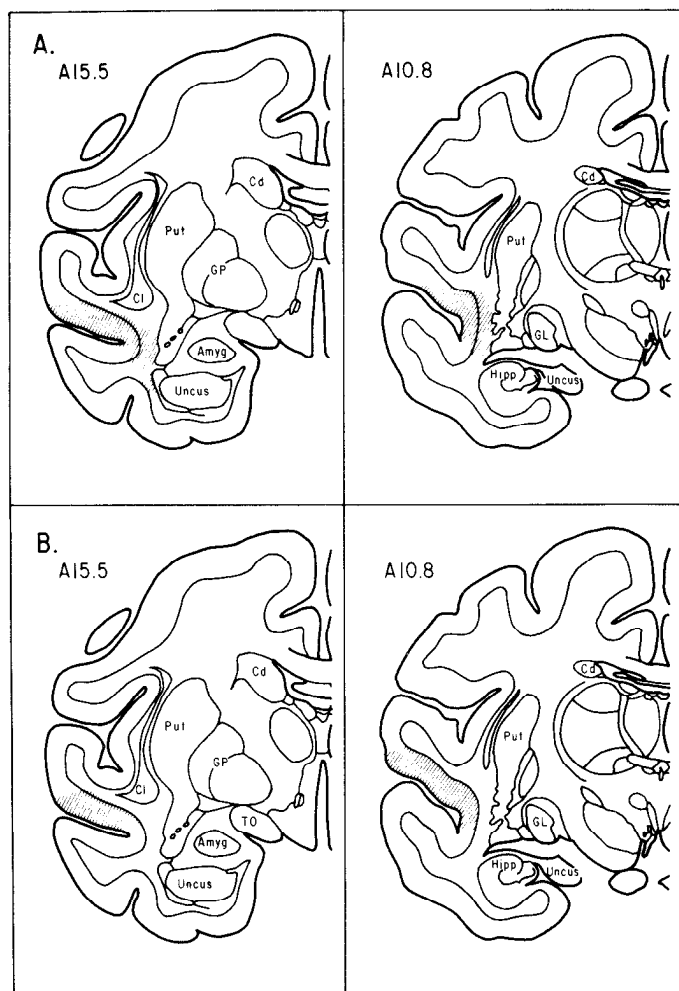 A.
A15.5
Cd
Put
GP
Cl
Amyg
Uncus
A10.8
Cd
Put
GL
Hipp
Uncus
B.
A15.5
Cd
Put
GP
Cl
TO
Amyg
Uncus
A10.8
Cd
Put
GL
Hipp
Uncus